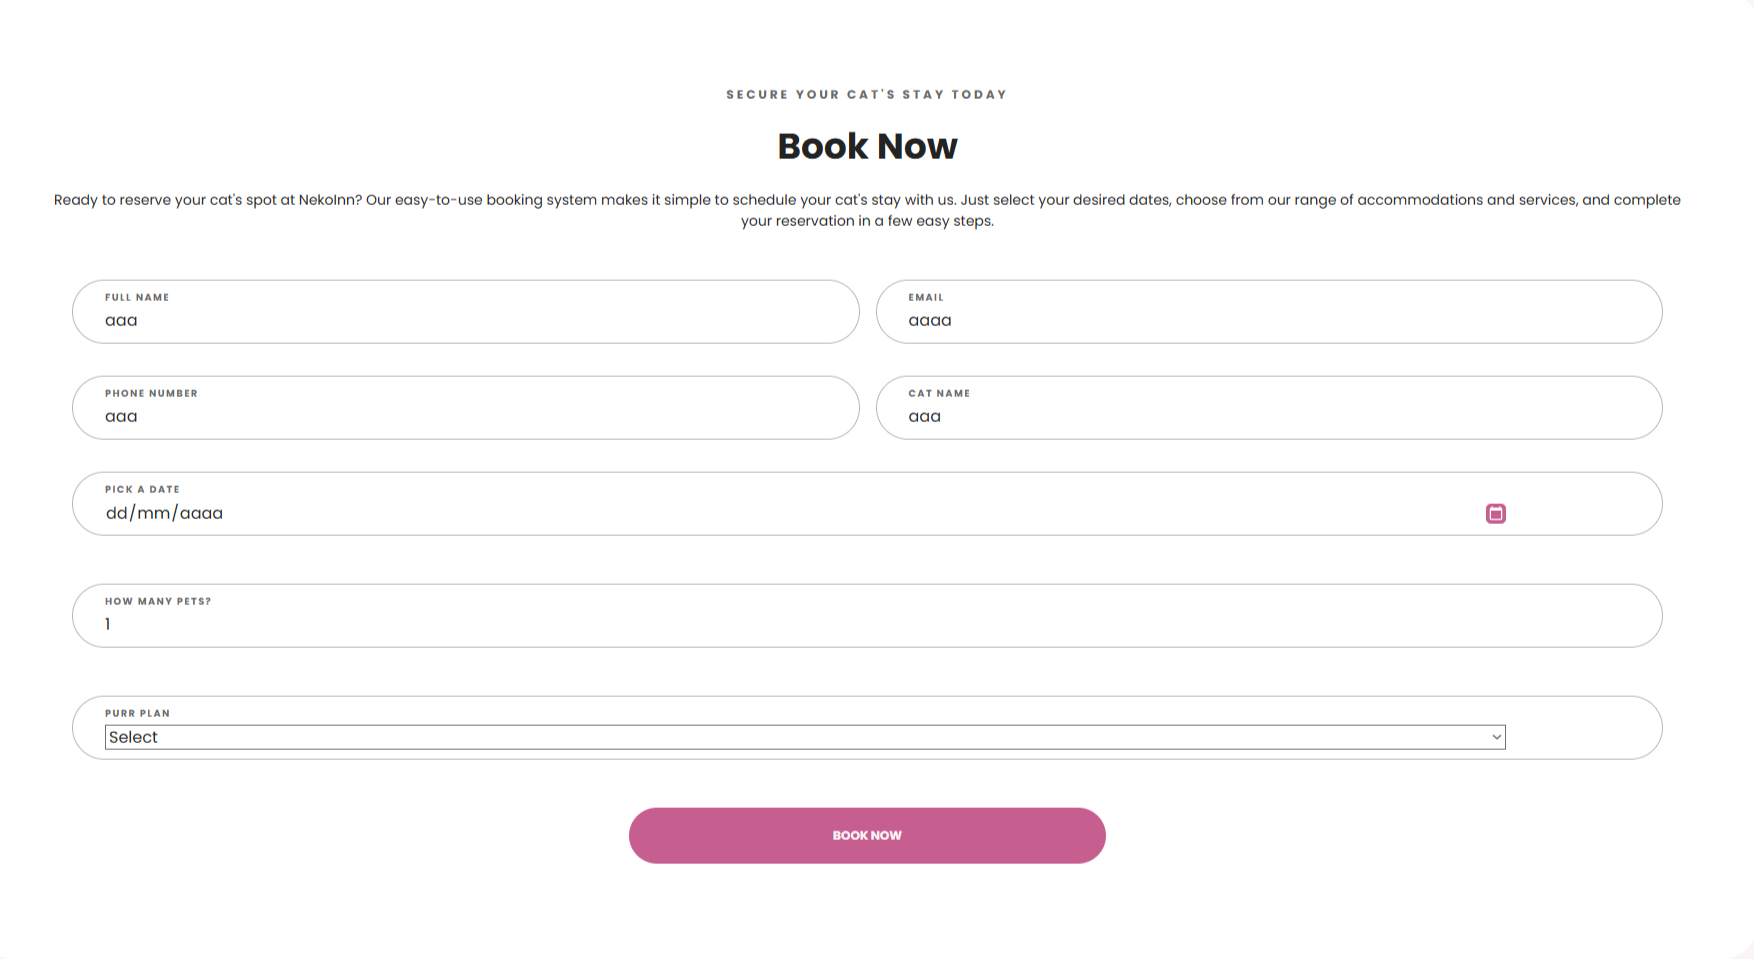 SECURE YOUR CAT'S STAY TODAY
Book Now
Ready to reserve your cat's spot at NekoInn? Our easy-to-use booking system makes it simple to schedule your cat's stay with us. Just select your desired dates, choose from our range of accommodations and services, and complete
your reservation in a few easy steps.
FULL NAME
aaa
EMAIL
aaaa
PHONE NUMBER
aaa
CAT NAME
aaa
PICK A DATE
dd/mm/aaaa
HOW MANY PETS?
1
PURR PLAN
Select
BOOK NOW